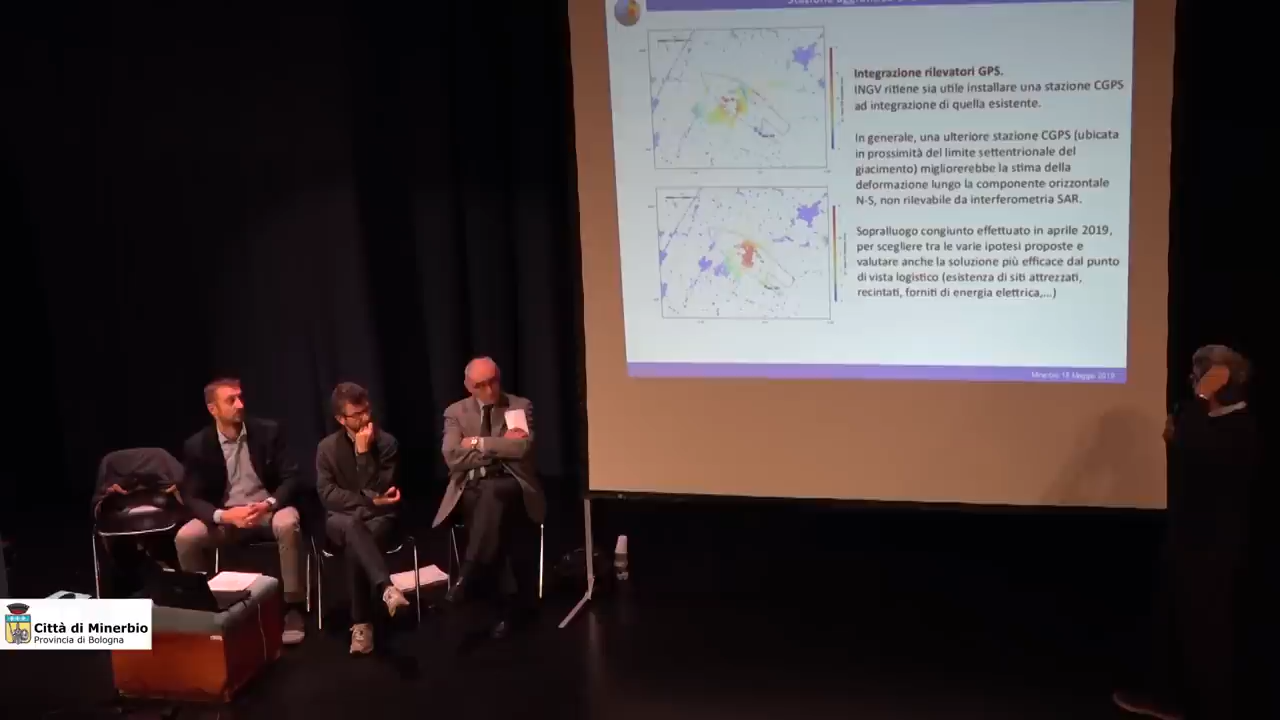 Integrazione rilevatori GPS.
INGV ritiene sia utile installare una stazione CGPS
ad integrazione di quella esistente.
In generale, una ulteriore stazione CGPS (ubicata
in prossimità del limite settentrionale del
giacimento) migliorerebbe la stima della
deformazione lungo la componente orizzontale
N-S, non rilevabile da interferometria SAR.
Sopralluogo congiunto effettuato in aprile 2019,
per scegliere tra le varie ipotesi proposte e
valutare anche la soluzione più efficace dal punto
di vista logistico (esistenza di siti attrezzati,
recintati, forniti di energia elettrica,...)
Minerbio 18 Maggio 2019
Città di Minerbio
Provincia di Bologna